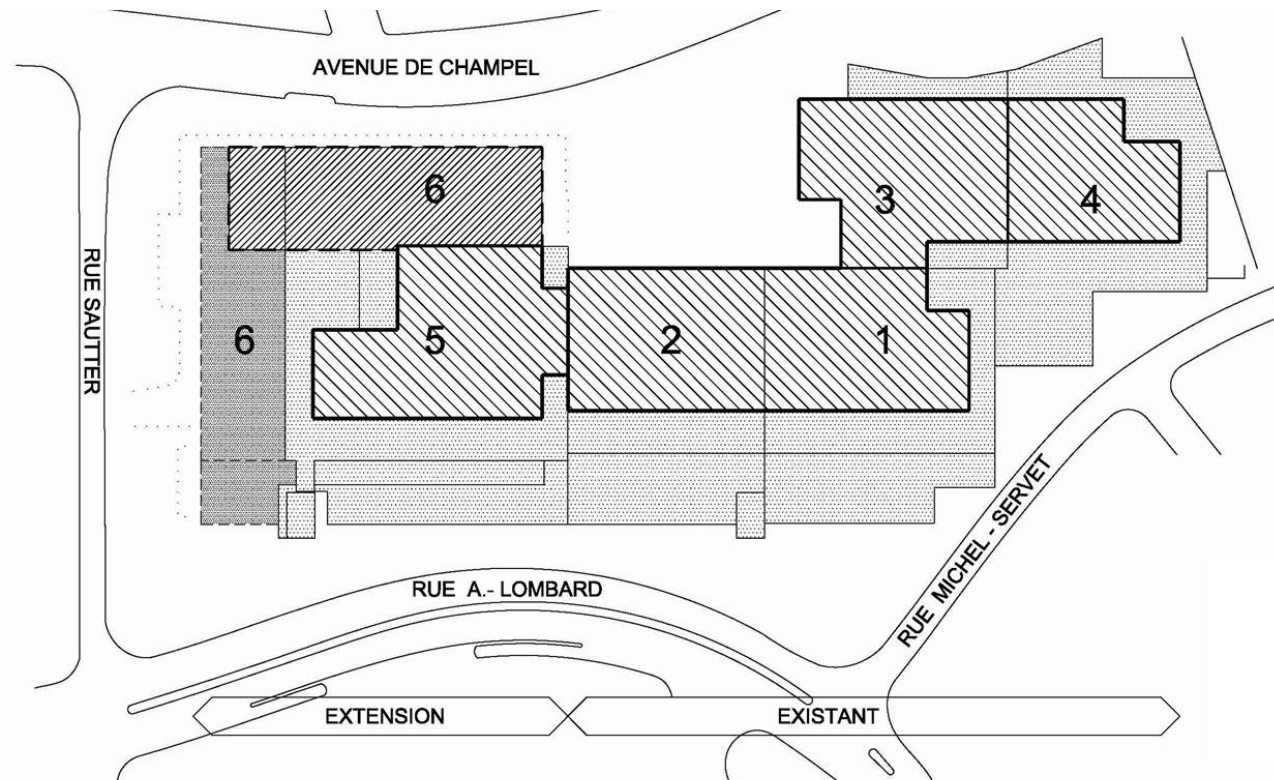 AVENUE DE CHAMPEL
6
3
4
RUE SAUTTER
6
5
2
1
RUE MICHEL - SERVET
RUE A.- LOMBARD
EXTENSION
EXISTANT